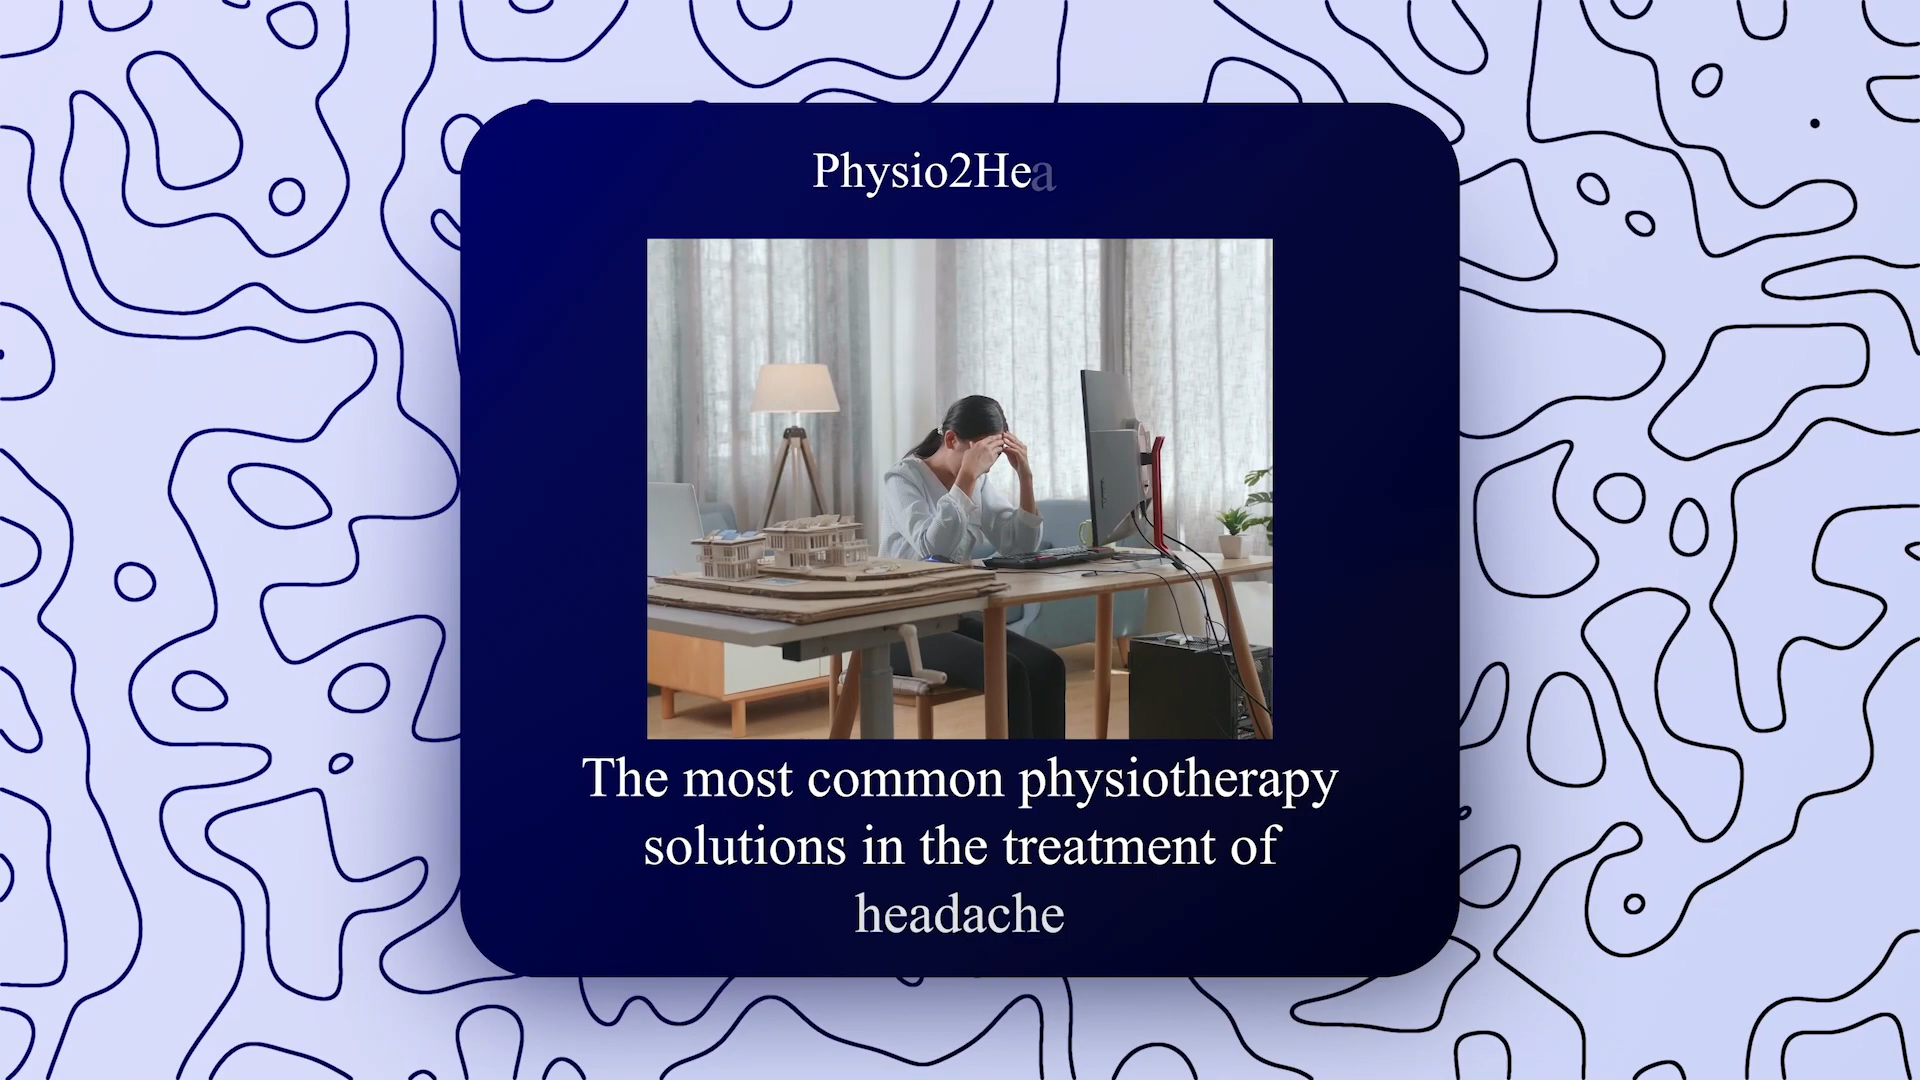 Physio2Hea
The most common physiotherapy
solutions in the treatment of
headache